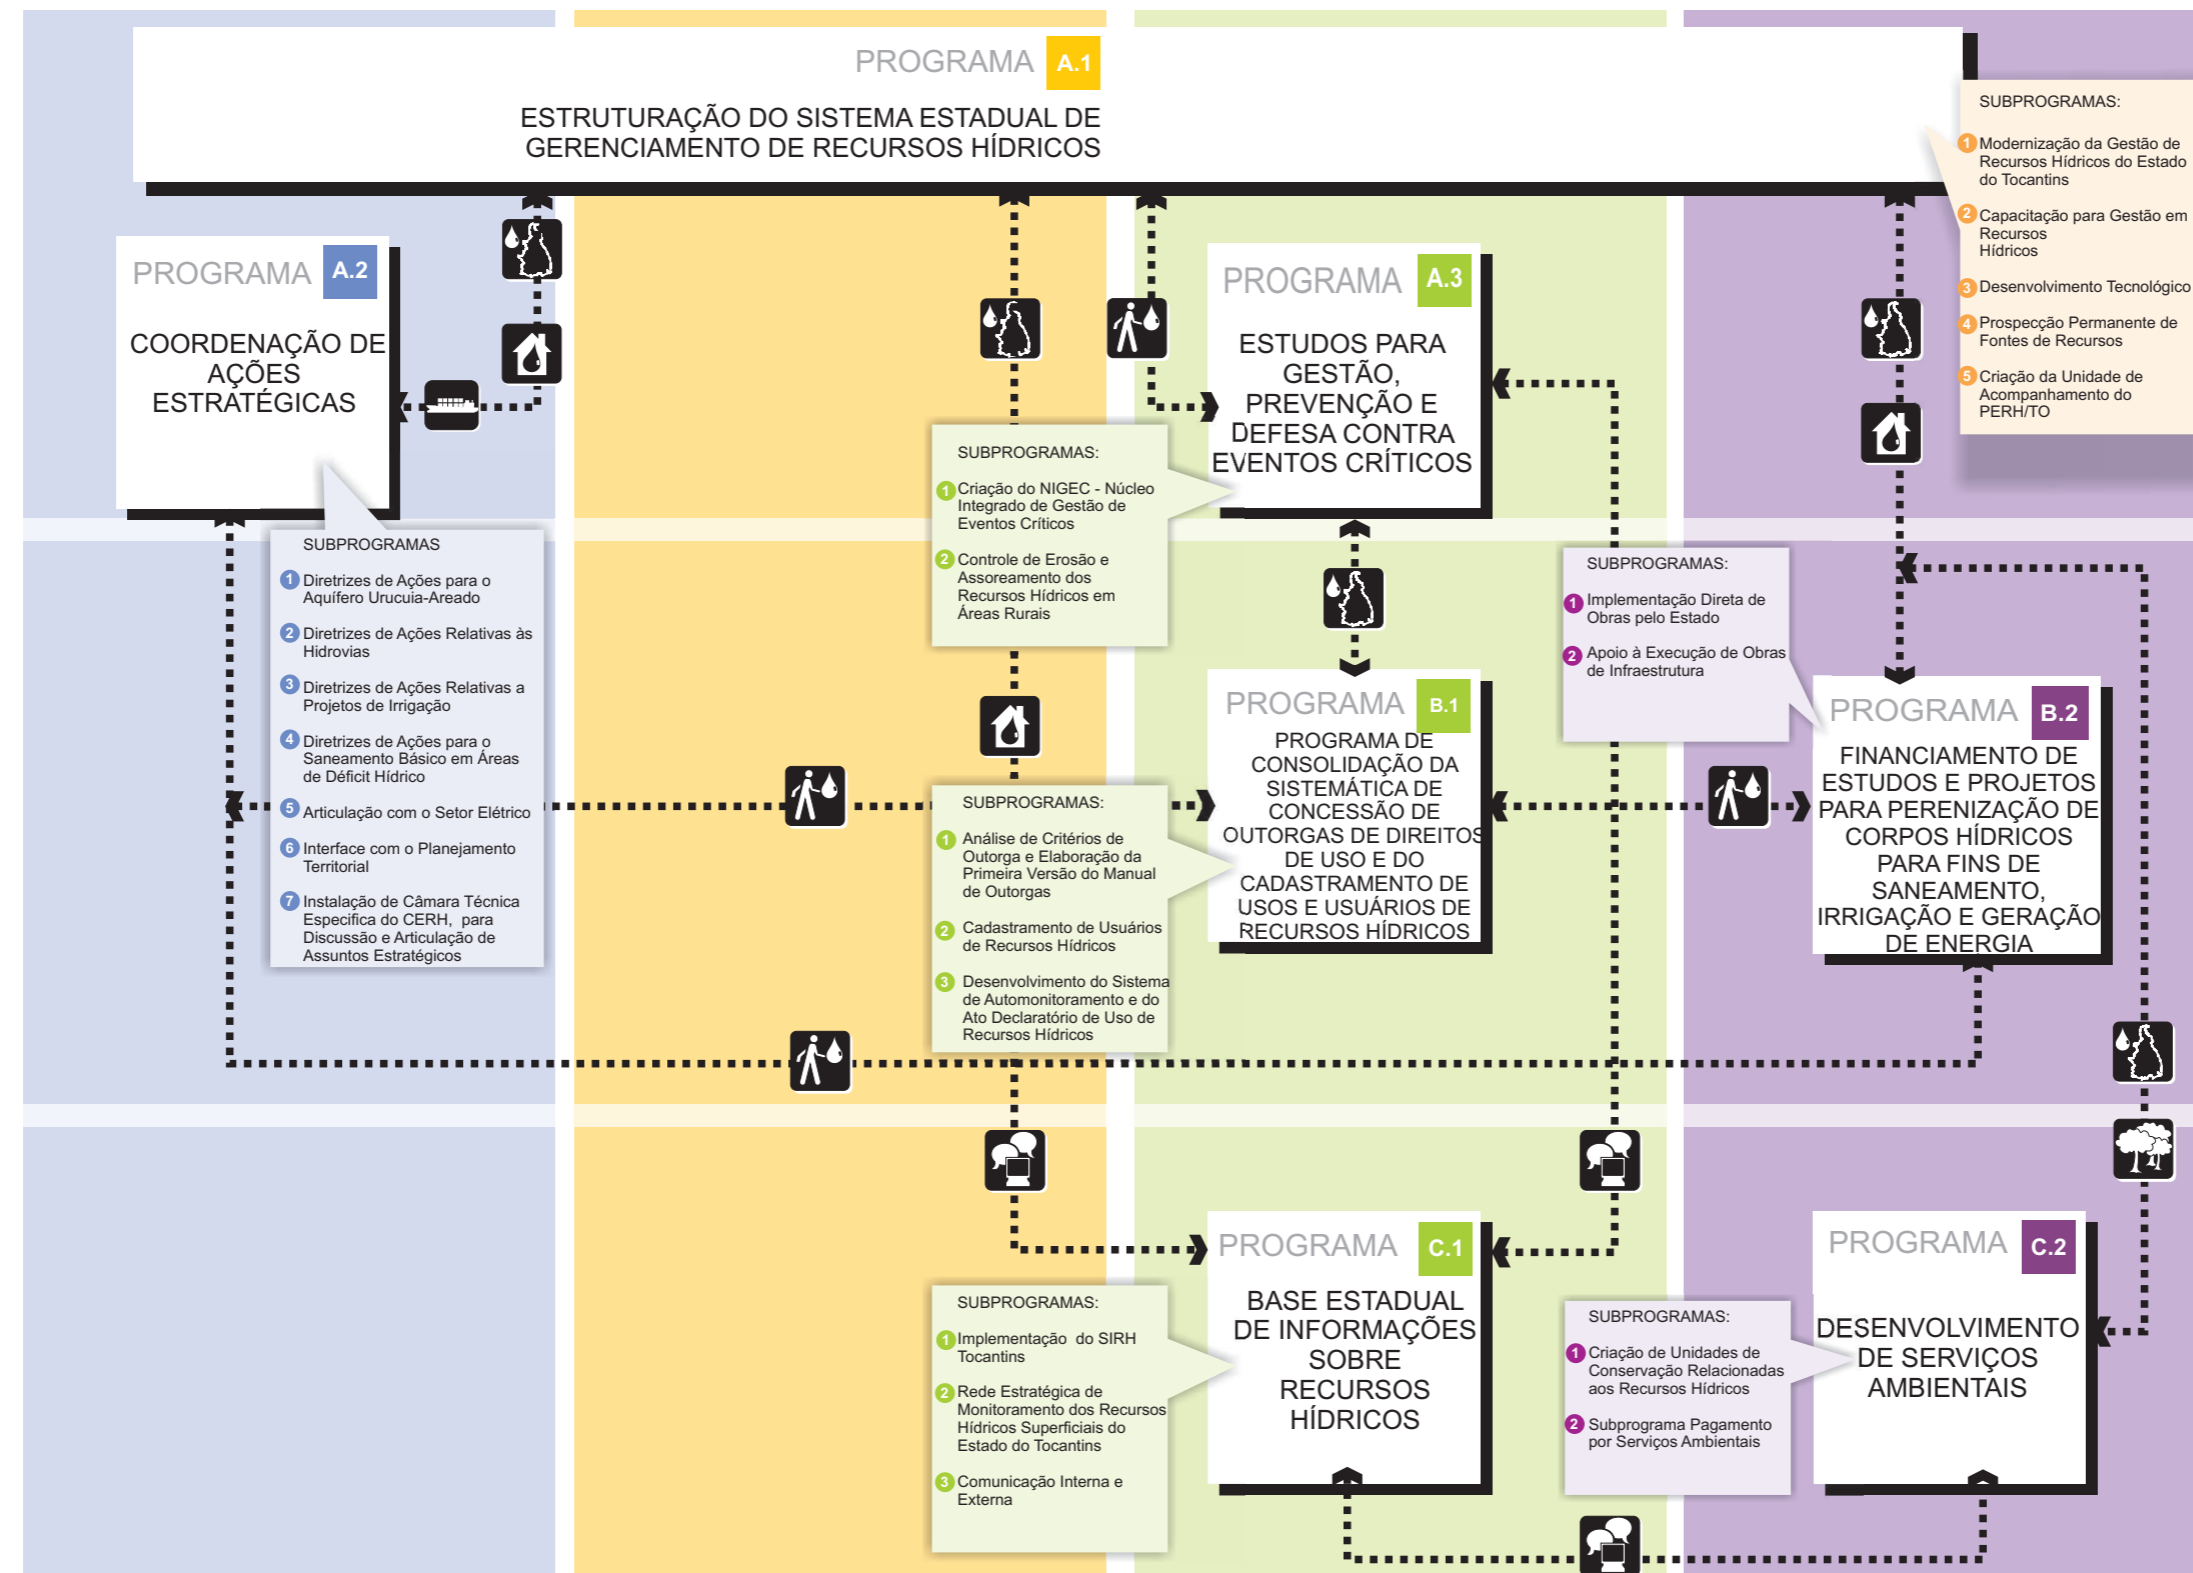 PROGRAMA A.1
ESTRUTURAÇÃO DO SISTEMA ESTADUAL DE
GERENCIAMENTO DE RECURSOS HÍDRICOS
SUBPROGRAMAS:
1 Modernização da Gestão de
Recursos Hídricos do Estado
do Tocantins
2 Capacitação para Gestão em
Recursos
Hídricos
3 Desenvolvimento Tecnológico
4 Prospecção Permanente de
Fontes de Recursos
5 Criação da Unidade de
Acompanhamento do
PERH/TO
PROGRAMA A.2
COORDENAÇÃO DE
AÇÕES
ESTRATÉGICAS
SUBPROGRAMAS
1 Diretrizes de Ações para o
Aquífero Urucuia-Areado
2 Diretrizes de Ações Relativas às
Hidrovias
3 Diretrizes de Ações Relativas a
Projetos de Irrigação
4 Diretrizes de Ações para o
Saneamento Básico em Áreas
de Déficit Hídrico
5 Articulação com o Setor Elétrico
6 Interface com o Planejamento
Territorial
7 Instalação de Câmara Técnica
Especifica do CERH, para
Discussão e Articulação de
Assuntos Estratégicos
PROGRAMA A.3
ESTUDOS PARA
GESTÃO,
PREVENÇÃO E
DEFESA CONTRA
EVENTOS CRÍTICOS
SUBPROGRAMAS:
1 Criação do NIGEC - Núcleo
Integrado de Gestão de
Eventos Críticos
2 Controle de Erosão e
Assoreamento dos
Recursos Hídricos em
Áreas Rurais
PROGRAMA B.1
PROGRAMA DE
CONSOLIDAÇÃO DA
SISTEMÁTICA DE
CONCESSÃO DE
OUTORGAS DE DIREITOS
DE USO E DO
CADASTRAMENTO DE
USOS E USUÁRIOS DE
RECURSOS HÍDRICOS
SUBPROGRAMAS:
1 Análise de Critérios de
Outorga e Elaboração da
Primeira Versão do Manual
de Outorgas
2 Cadastramento de Usuários
de Recursos Hídricos
3 Desenvolvimento do Sistema
de Automonitoramento e do
Ato Declaratório de Uso de
Recursos Hídricos
SUBPROGRAMAS:
1 Implementação Direta de
Obras pelo Estado
2 Apoio à Execução de Obras
de Infraestrutura
PROGRAMA B.2
FINANCIAMENTO DE
ESTUDOS E PROJETOS
PARA PERENIZAÇÃO DE
CORPOS HÍDRICOS
PARA FINS DE
SANEAMENTO,
IRRIGAÇÃO E GERAÇÃO
DE ENERGIA
PROGRAMA C.1
BASE ESTADUAL
DE INFORMAÇÕES
SOBRE
RECURSOS
HÍDRICOS
SUBPROGRAMAS:
1 Implementação do SIRH
Tocantins
2 Rede Estratégica de
Monitoramento dos Recursos
Hídricos Superficiais do
Estado do Tocantins
3 Comunicação Interna e
Externa
SUBPROGRAMAS:
1 Criação de Unidades de
Conservação Relacionadas
aos Recursos Hídricos
2 Subprograma Pagamento
por Serviços Ambientais
PROGRAMA C.2
DESENVOLVIMENTO
DE SERVIÇOS
AMBIENTAIS